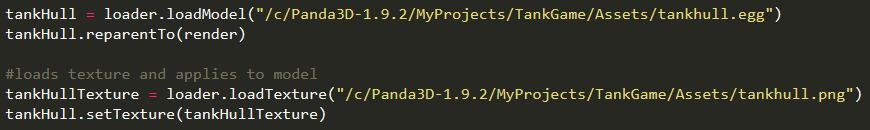 tankHull = loader.loadModel("/c/Panda3D-1.9.2/MyProjects/TankGame/Assets/tankhull.egg")
tankHull.reparentTo(render)
#loads texture and applies to model
tankHullTexture = loader.loadTexture("/c/Panda3D-1.9.2/MyProjects/TankGame/Assets/tankhull.png")
tankHull.setTexture(tankHullTexture)